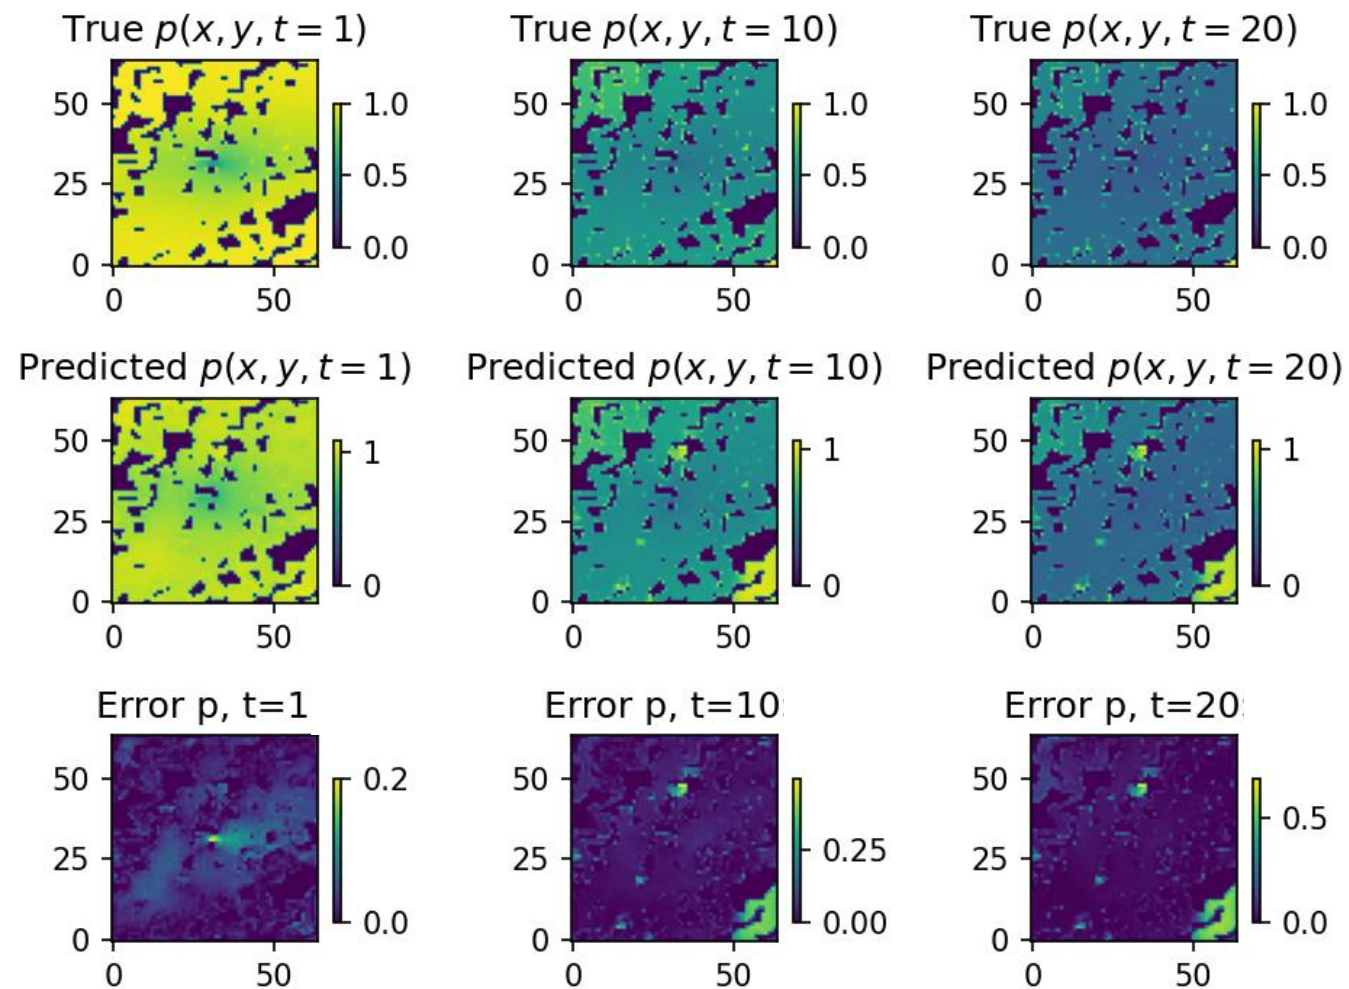 True p(x, y, t = 1) True p(x, y, t = 10) True p(x, y, t = 20)
50 1.0 50 1.0 50 1.0
25 0.5 25 0.5 25 0.5
0 0.0 0 0.0 0 0.0
0 50 0 50 0 50
Predicted p(x, y, t = 1) Predicted p(x, y, t = 10) Predicted p(x, y, t = 20)
50 1 50 1 50 1
25 25 25
0 0 0 0 0 0
0 50 0 50 0 50
Error p, t=1 Error p, t=10 Error p, t=20
50 0.2 50 50
0.5
25 25 0.25 25
0 0.0 0 0.00 0 0.0
0 50 0 50 0 50